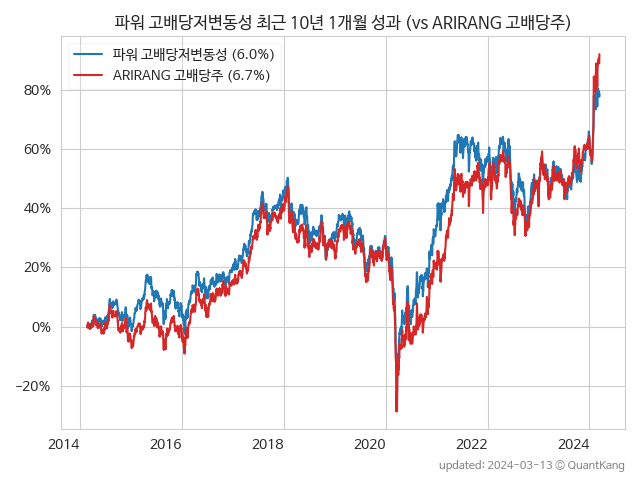 파워 고배당저변동성 최근 10년 1개월 성과 (vs ARIRANG 고배당주)
파워 고배당저변동성 (6.0%)
ARIRANG 고배당주 (6.7%)
80%
60%
40%
20%
0%
−20%
2014 2016 2018 2020 2022 2024
updated: 2024-03-13 © QuantKang